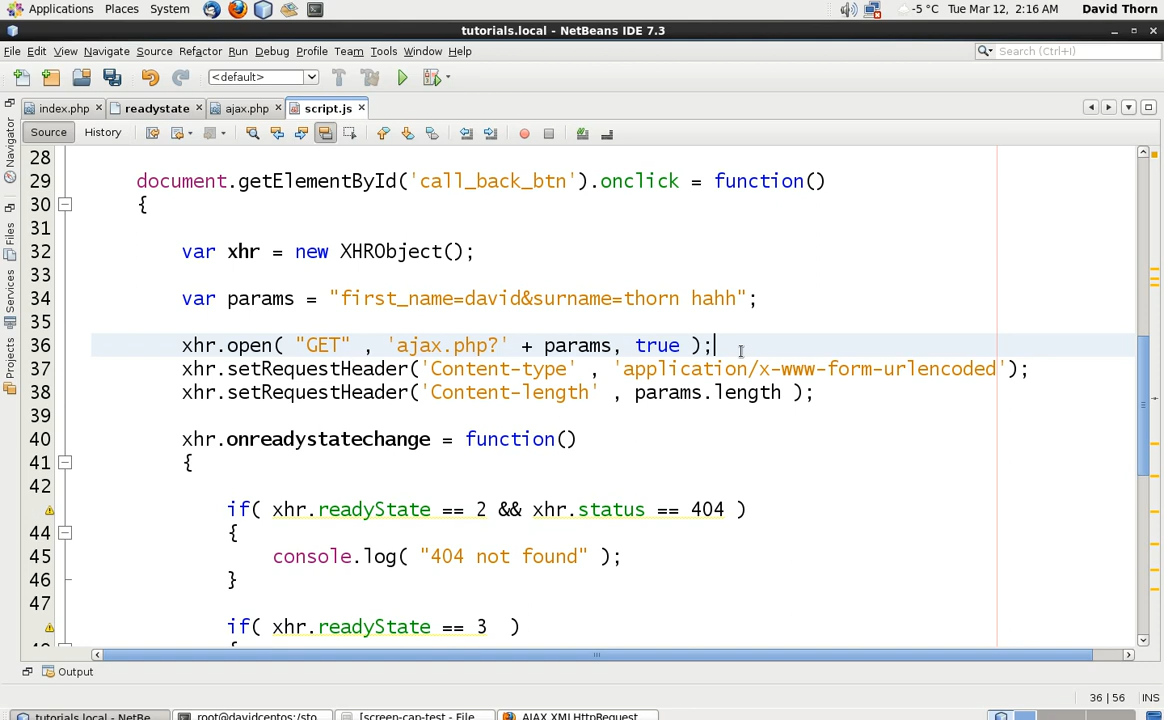 Applications Places System -5 °C Tue Mar 12, 2:16 AM David Thorn
tutorials.local - NetBeans IDE 7.3
File Edit View Navigate Source Refactor Run Debug Profile Team Tools Window Help Search (Ctrl+I)
<default>
index.php readystate ajax.php script.js
Source History
Navigator
Files
Services
Projects
28
29 document.getElementById('call_back_btn').onclick = function()
30 {
31
32 var xhr = new XHRObject();
33
34 var params = "first_name=david&surname=thorn hahh";
35
36 xhr.open( "GET" , 'ajax.php?' + params, true );
37 xhr.setRequestHeader('Content-type' , 'application/x-www-form-urlencoded');
38 xhr.setRequestHeader('Content-length' , params.length );
39
40 xhr.onreadystatechange = function()
41 {
42
if( xhr.readyState == 2 && xhr.status == 404 )
44 {
45 console.log( "404 not found" );
46 }
47
if( xhr.readyState == 3 )
Output
36 | 56 INS
tutorials.local - NetBe... root@davidcentos:/sto... [screen-cap-test - File ... AJAX XMLHttpRequest ...